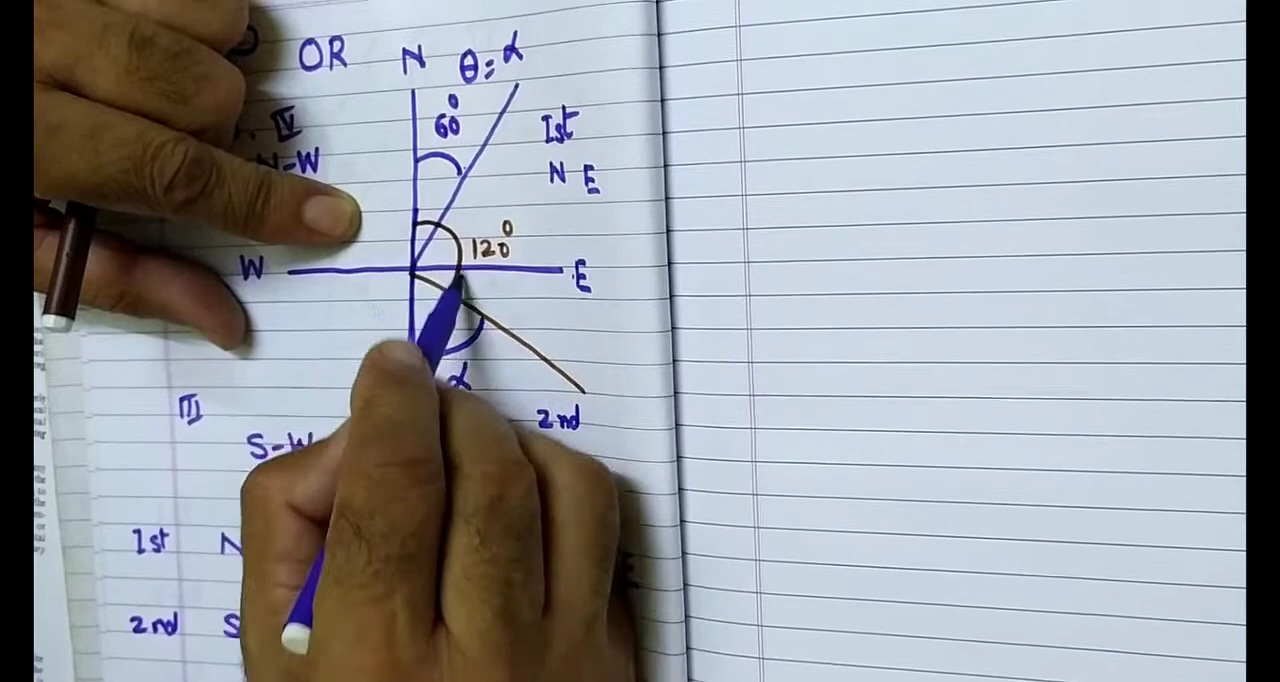 OR N θ = α
60°
IV
N-W
Ist
N E
120°
W E
α
2nd
III
S-W
1st N
2nd S